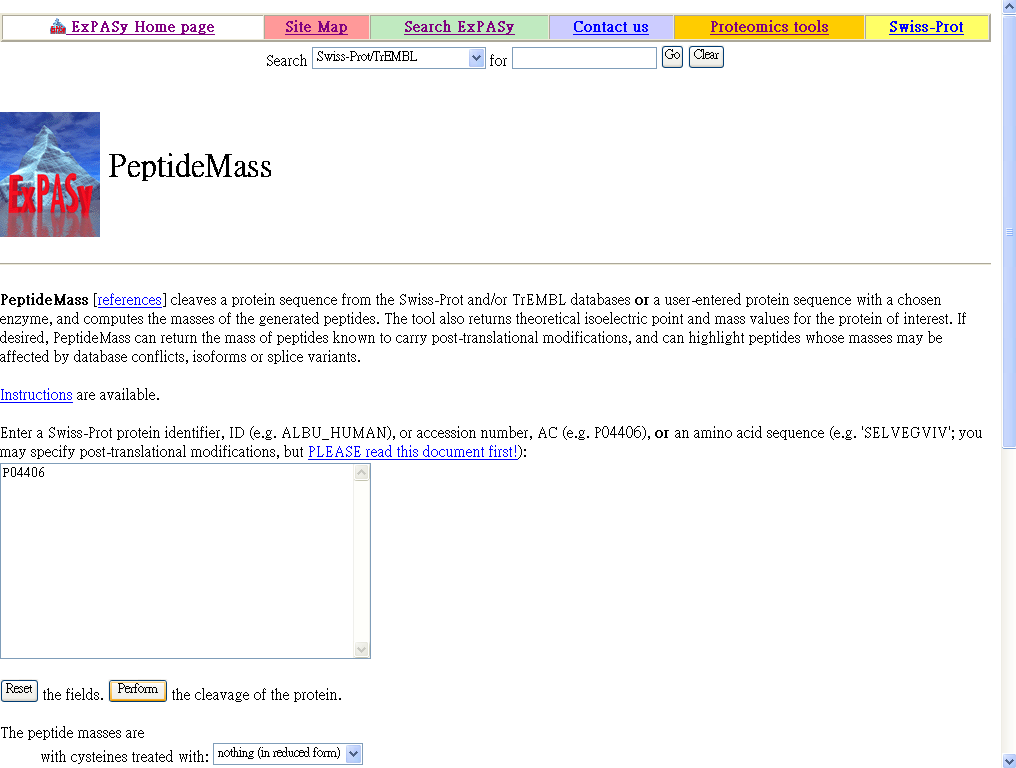 ExPASy Home page Site Map Search ExPASy Contact us Proteomics tools Swiss-Prot
Search Swiss-Prot/TrEMBL for Go Clear
ExPASy
PeptideMass
PeptideMass [references] cleaves a protein sequence from the Swiss-Prot and/or TrEMBL databases or a user-entered protein sequence with a chosen
enzyme, and computes the masses of the generated peptides. The tool also returns theoretical isoelectric point and mass values for the protein of interest. If
desired, PeptideMass can return the mass of peptides known to carry post-translational modifications, and can highlight peptides whose masses may be
affected by database conflicts, isoforms or splice variants.
Instructions are available.
Enter a Swiss-Prot protein identifier, ID (e.g. ALBU_HUMAN), or accession number, AC (e.g. P04406), or an amino acid sequence (e.g. 'SELVEGVIV'; you
may specify post-translational modifications, but PLEASE read this document first!):
P04406
Reset the fields. Perform the cleavage of the protein.
The peptide masses are
with cysteines treated with: nothing (in reduced form)